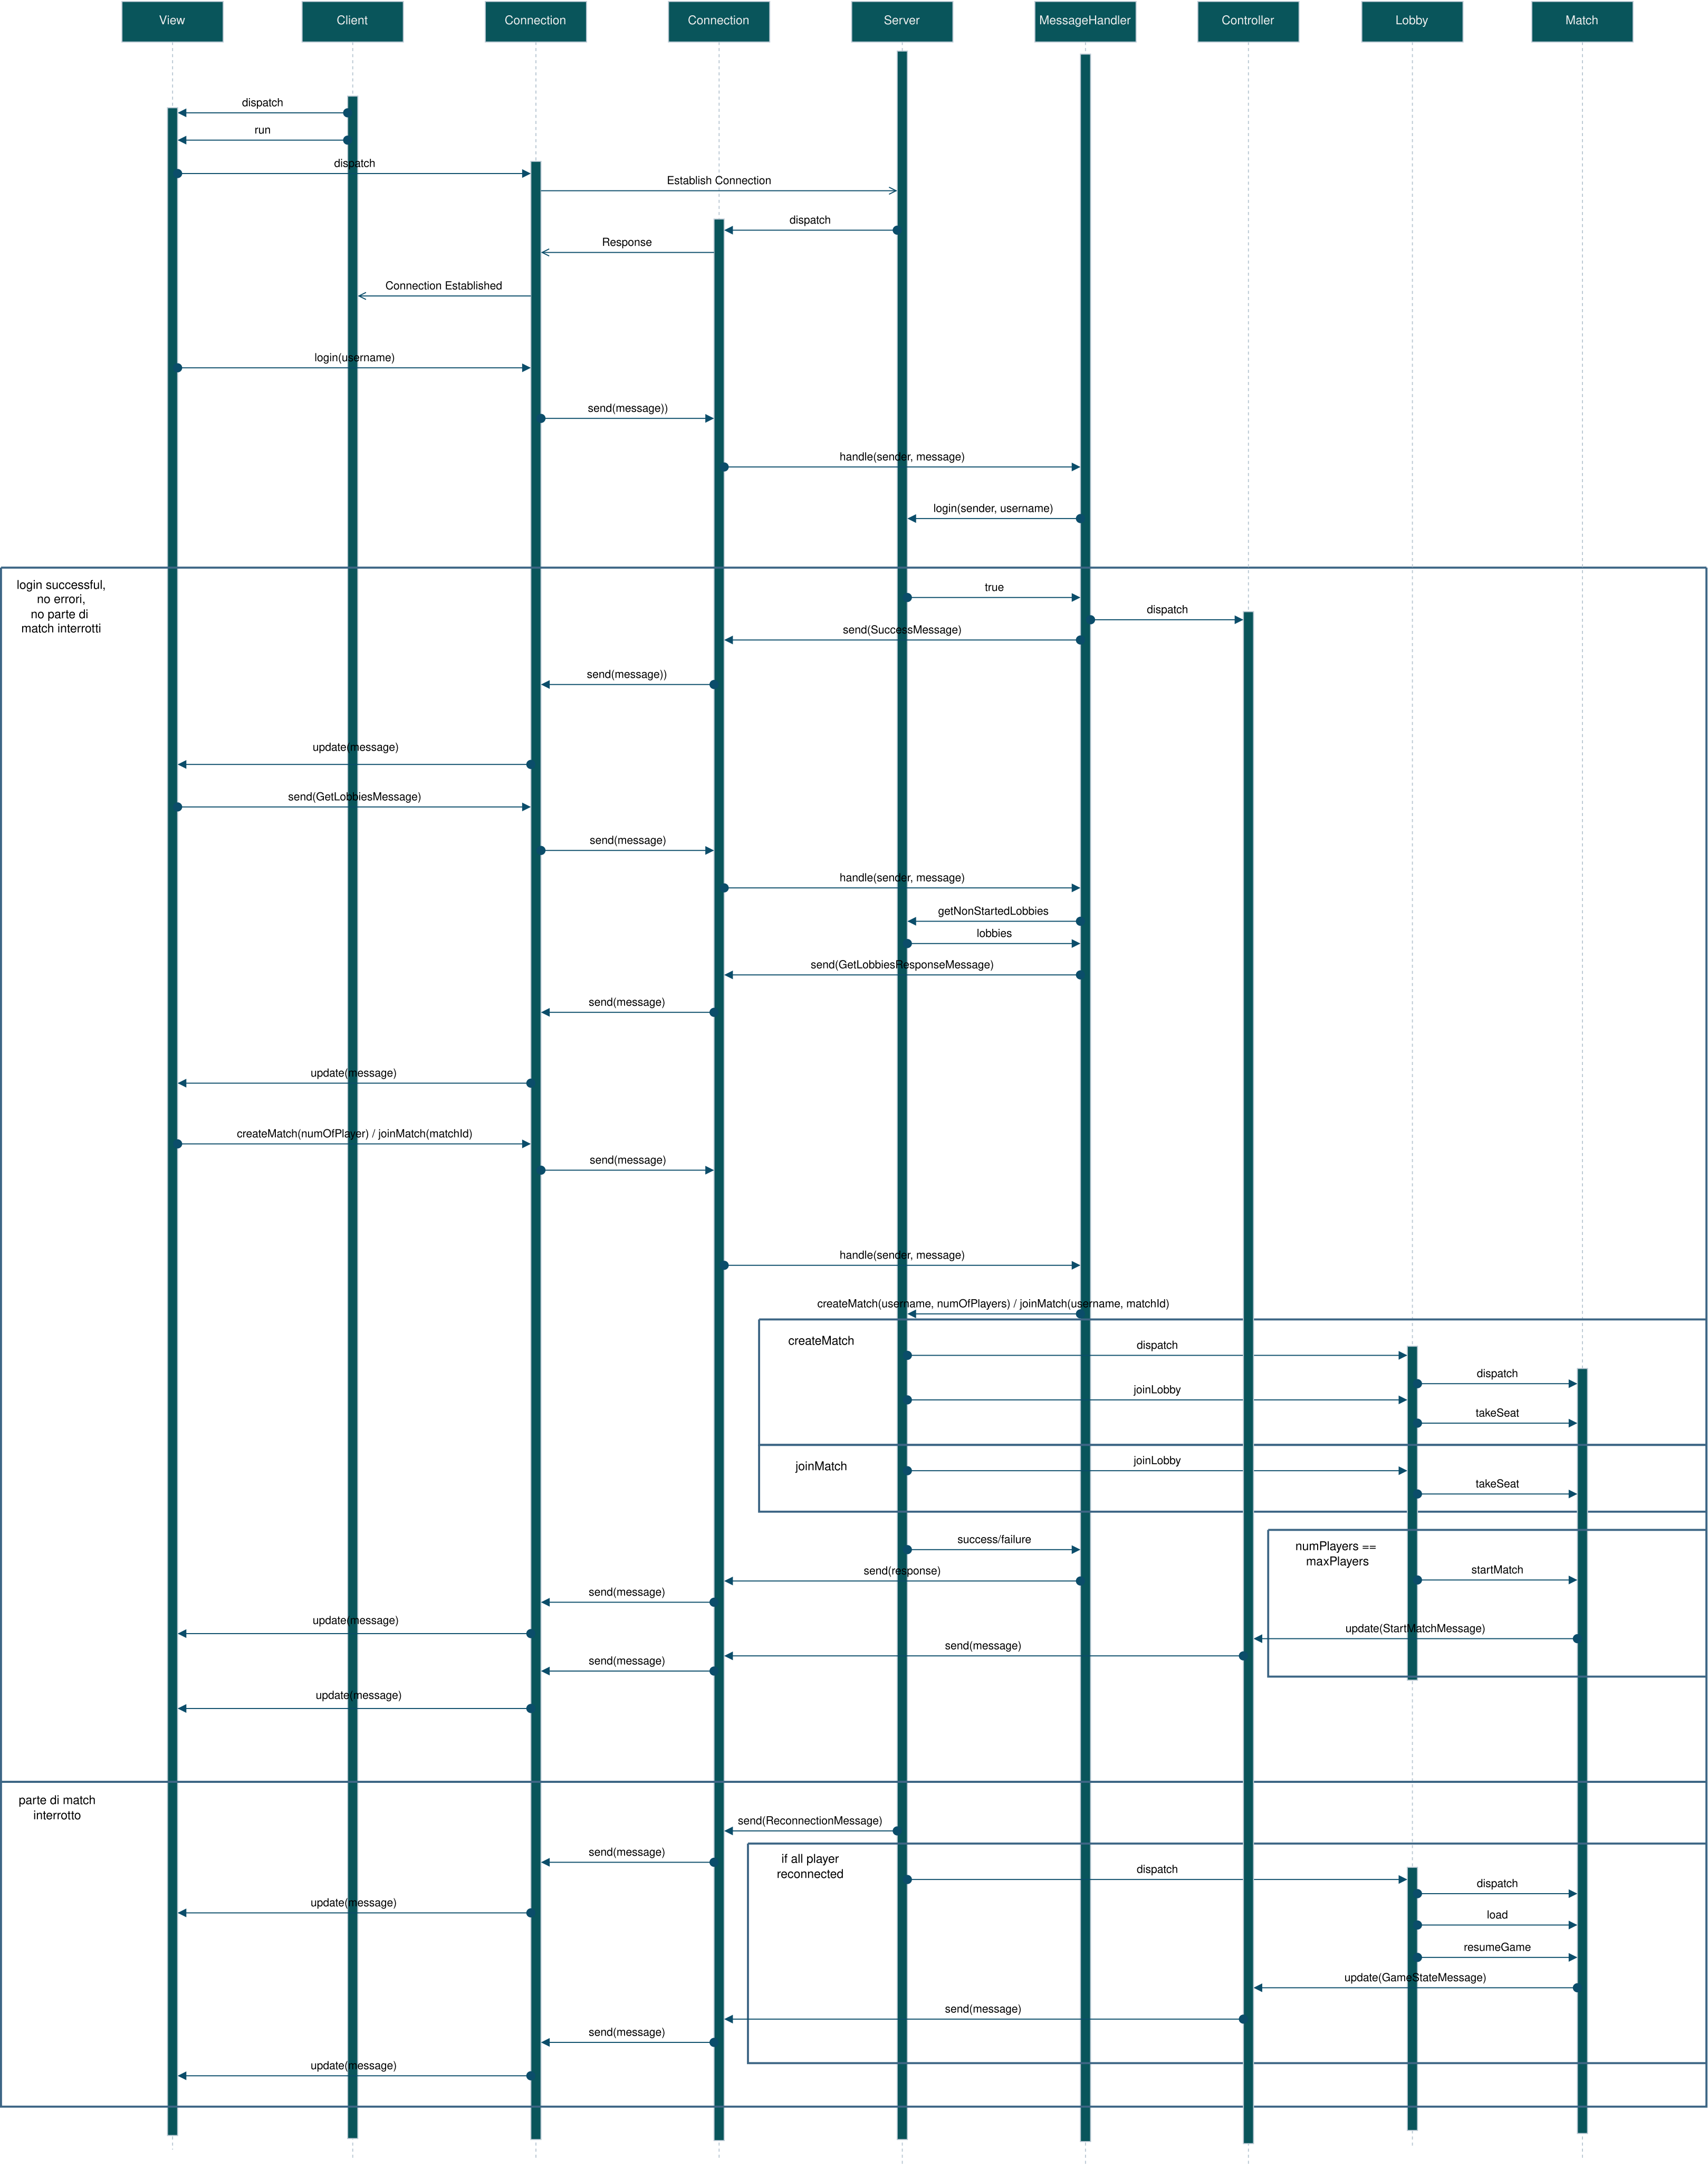 View
Client
Connection
Connection
Server
MessageHandler
Controller
Lobby
Match
dispatch
run
dispatch
Establish Connection
dispatch
Response
Connection Established
login(username)
send(message))
handle(sender, message)
login(sender, username)
login successful,
no errori,
no parte di
match interrotti
true
dispatch
send(SuccessMessage)
send(message))
update(message)
send(GetLobbiesMessage)
send(message)
handle(sender, message)
getNonStartedLobbies
lobbies
send(GetLobbiesResponseMessage)
send(message)
update(message)
createMatch(numOfPlayer) / joinMatch(matchId)
send(message)
handle(sender, message)
createMatch(username, numOfPlayers) / joinMatch(username, matchId)
createMatch
dispatch
dispatch
joinLobby
takeSeat
joinMatch
joinLobby
takeSeat
success/failure
numPlayers ==
maxPlayers
send(response)
startMatch
send(message)
update(message)
update(StartMatchMessage)
send(message)
send(message)
update(message)
parte di match
interrotto
send(ReconnectionMessage)
send(message)
if all player
reconnected
dispatch
dispatch
update(message)
load
resumeGame
update(GameStateMessage)
send(message)
send(message)
update(message)